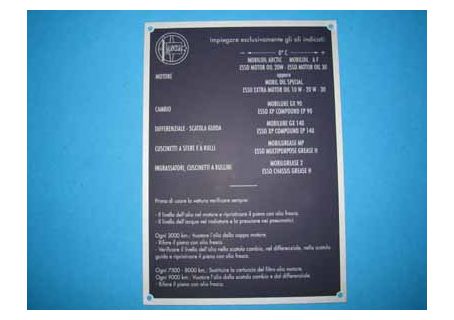 Impiegare esclusivamente gli oli indicati
0° C
MOBILOIL ARCTIC MOBILOIL A F
ESSO MOTOR OIL 20W - ESSO MOTOR OIL 30
MOTORE
oppure
MOBIL OIL SPECIAL
ESSO EXTRA MOTOR OIL 10 W - 20 W - 30
CAMBIO
MOBILUBE GX 90
ESSO XP COMPOUND EP 90
DIFFERENZIALE - SCATOLA GUIDA
MOBILUBE GX 140
ESSO XP COMPOUND EP 140
CUSCINETTI A SFERE E A RULLI
MOBILGREASE MP
ESSO MULTIPURPOSE GREASE H
INGRASSATORI, CUSCINETTI A RULLINI
MOBILGREASE 2
ESSO CHASSIS GREASE H
Prima di usare la vettura verificare sempre:
- Il livello dell'olio nel motore e ripristinare il pieno con olio fresco.
- Il livello dell'acqua nel radiatore e la pressione nei pneumatici.
Ogni 3000 km.: Vuotare l'olio dalla coppa motore.
- Rifare il pieno con olio fresco.
- Verificare il livello dell'olio nella scatola cambio, nel differenziale, nella scatola
guida e ripristinare il pieno con olio fresco.
Ogni 7500 - 8000 km.: Sostituire la cartuccia del filtro olio motore.
Ogni 9000 km.: Vuotare l'olio dalla scatola cambio e dal differenziale.
- Rifare il pieno con olio fresco.